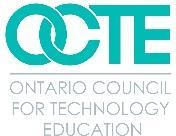 OCTE
ONTARIO COUNCIL
FOR TECHNOLOGY
EDUCATION